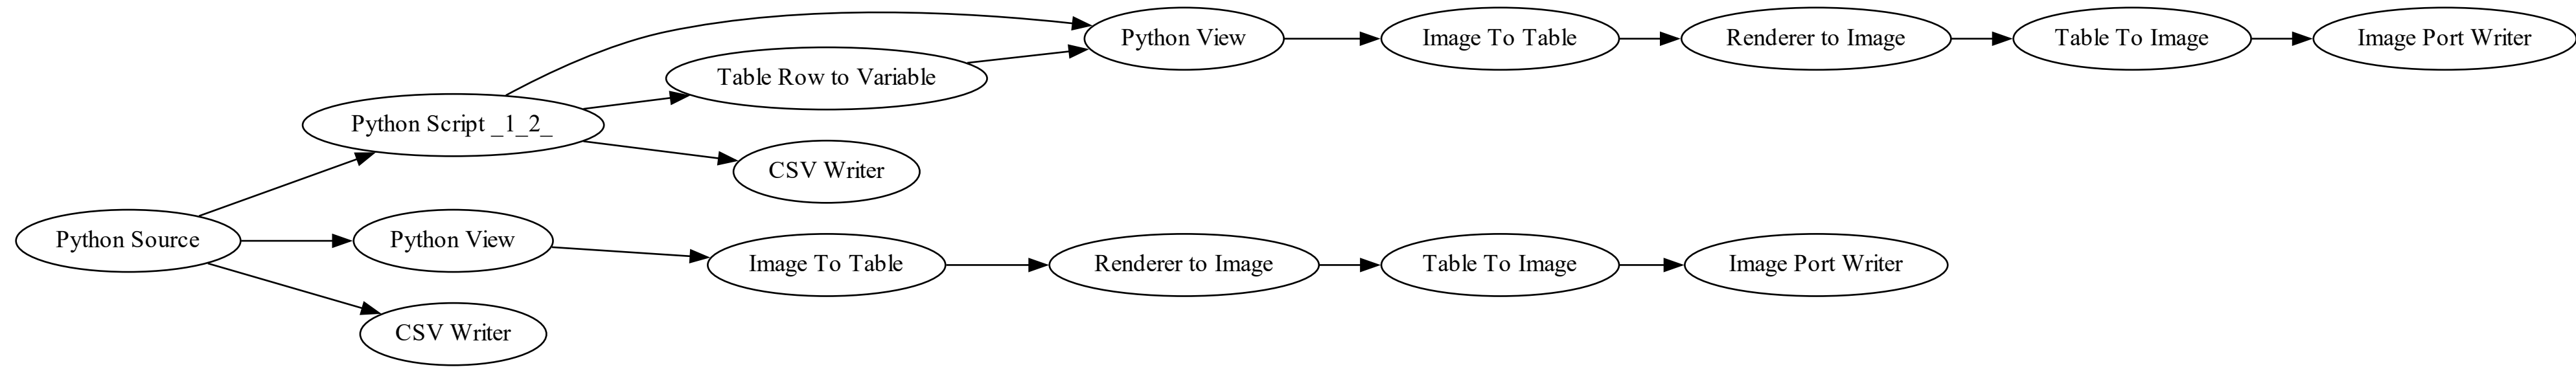 Python View
Image To Table
Renderer to Image
Table To Image
Image Port Writer
Table Row to Variable
Python Script _1_2_
CSV Writer
Python Source
Python View
Image To Table
Renderer to Image
Table To Image
Image Port Writer
CSV Writer